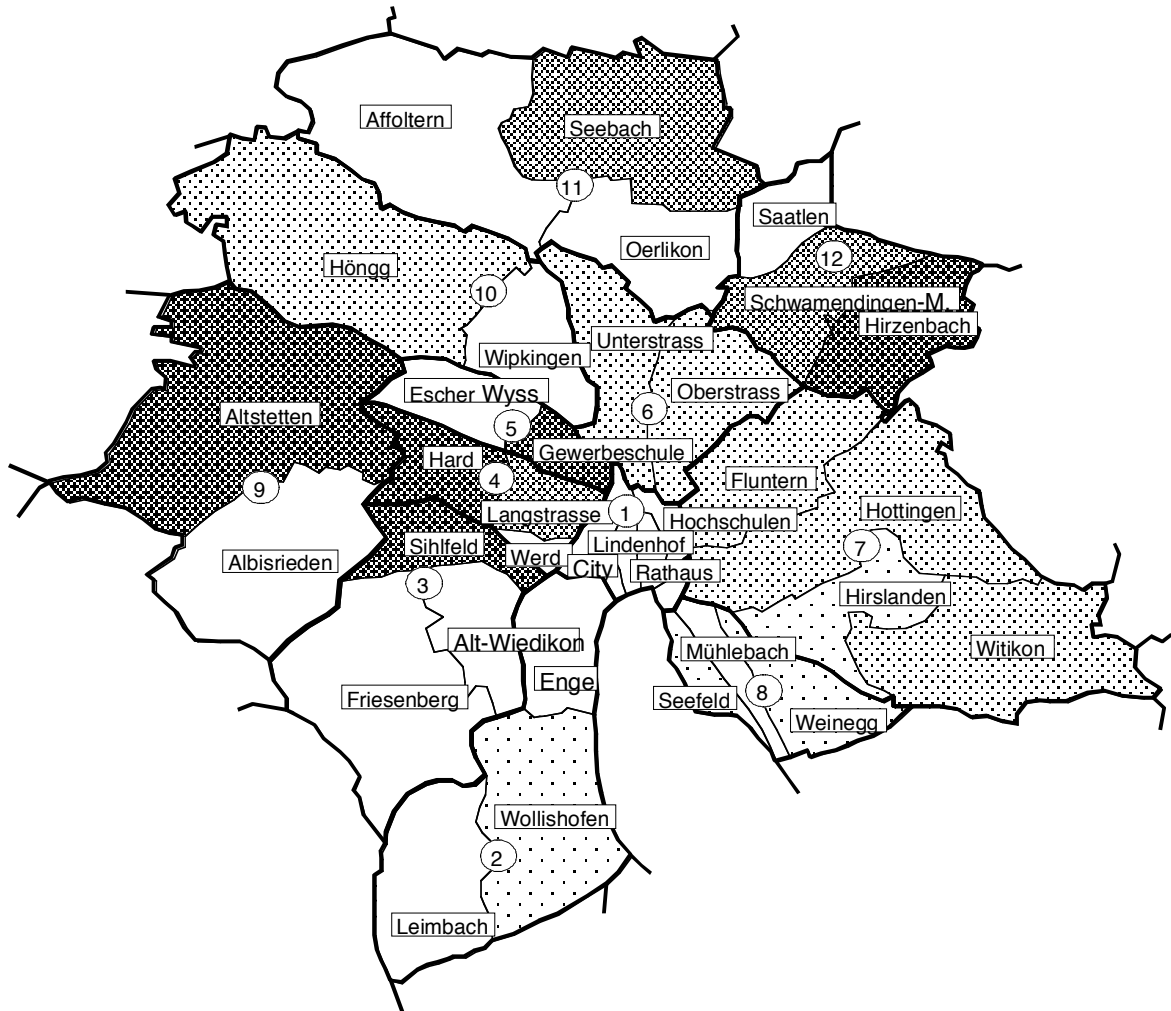 Affoltern
Seebach
11
Saatlen
Oerlikon
12
Höngg
10
Schwamendingen-M.
Hirzenbach
Unterstrass
Wipkingen
Oberstrass
Escher Wyss
Altstetten
6
5
Gewerbeschule
Hard
Fluntern
4
9
Hottingen
Langstrasse
1
Hochschulen
Sihlfeld
Lindenhof
7
Albisrieden
Werd
City
Rathaus
3
Hirslanden
Alt-Wiedikon
Mühlebach
Witikon
Enge
Friesenberg
Seefeld
8
Weinegg
Wollishofen
2
Leimbach